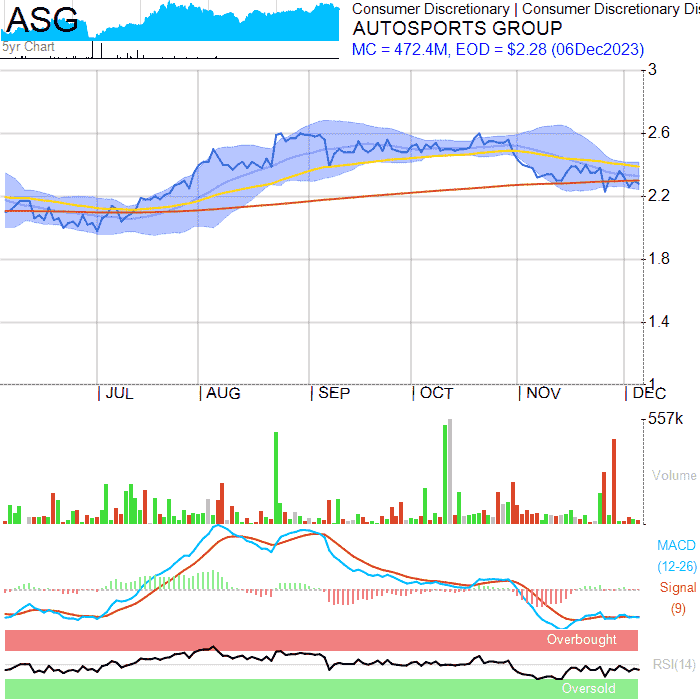 ASG
5yr Chart
Consumer Discretionary | Consumer Discretionary Dis
AUTOSPORTS GROUP
MC = 472.4M, EOD = $2.28 (06Dec2023)
3
2.6
2.2
1.8
1.4
1
JUL AUG SEP OCT NOV DEC
557k
Volume
MACD
(12-26)
Signal
(9)
Overbought
RSI(14)
Oversold